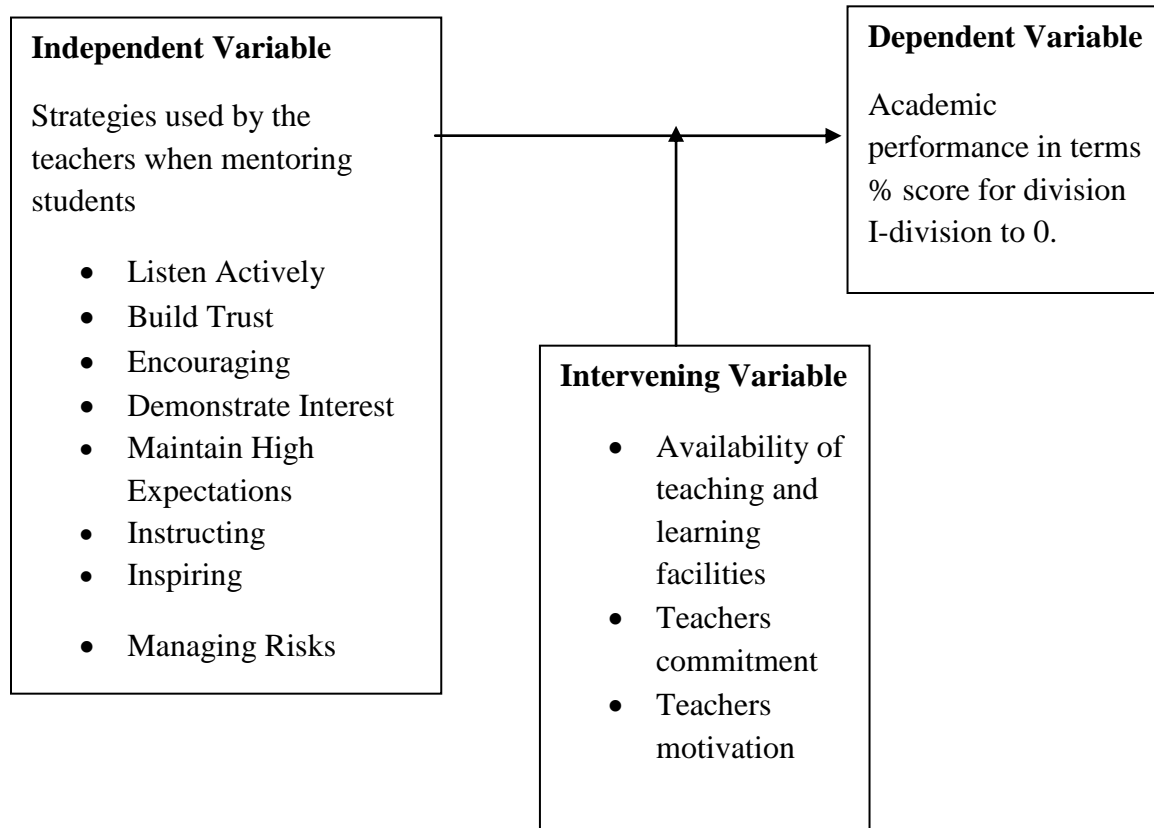 Independent Variable
Strategies used by the
teachers when mentoring
students
• Listen Actively
• Build Trust
• Encouraging
• Demonstrate Interest
• Maintain High
Expectations
• Instructing
• Inspiring
• Managing Risks
Dependent Variable
Academic
performance in terms
% score for division
I-division to 0.
Intervening Variable
• Availability of
teaching and
learning
facilities
• Teachers
commitment
• Teachers
motivation